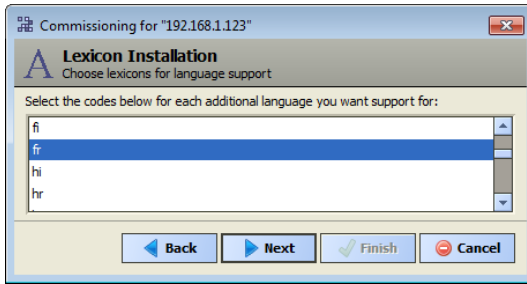 Commissioning for "192.168.1.123"
Lexicon Installation
Choose lexicons for language support
Select the codes below for each additional language you want support for:
fi
fr
hi
hr
Back
Next
Finish
Cancel